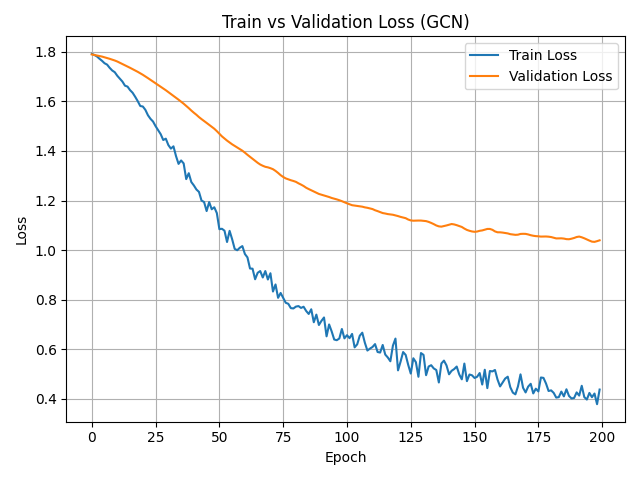 Train vs Validation Loss (GCN)
Train Loss
Validation Loss
1.8
1.6
1.4
1.2
1.0
0.8
0.6
0.4
Loss
0 25 50 75 100 125 150 175 200
Epoch